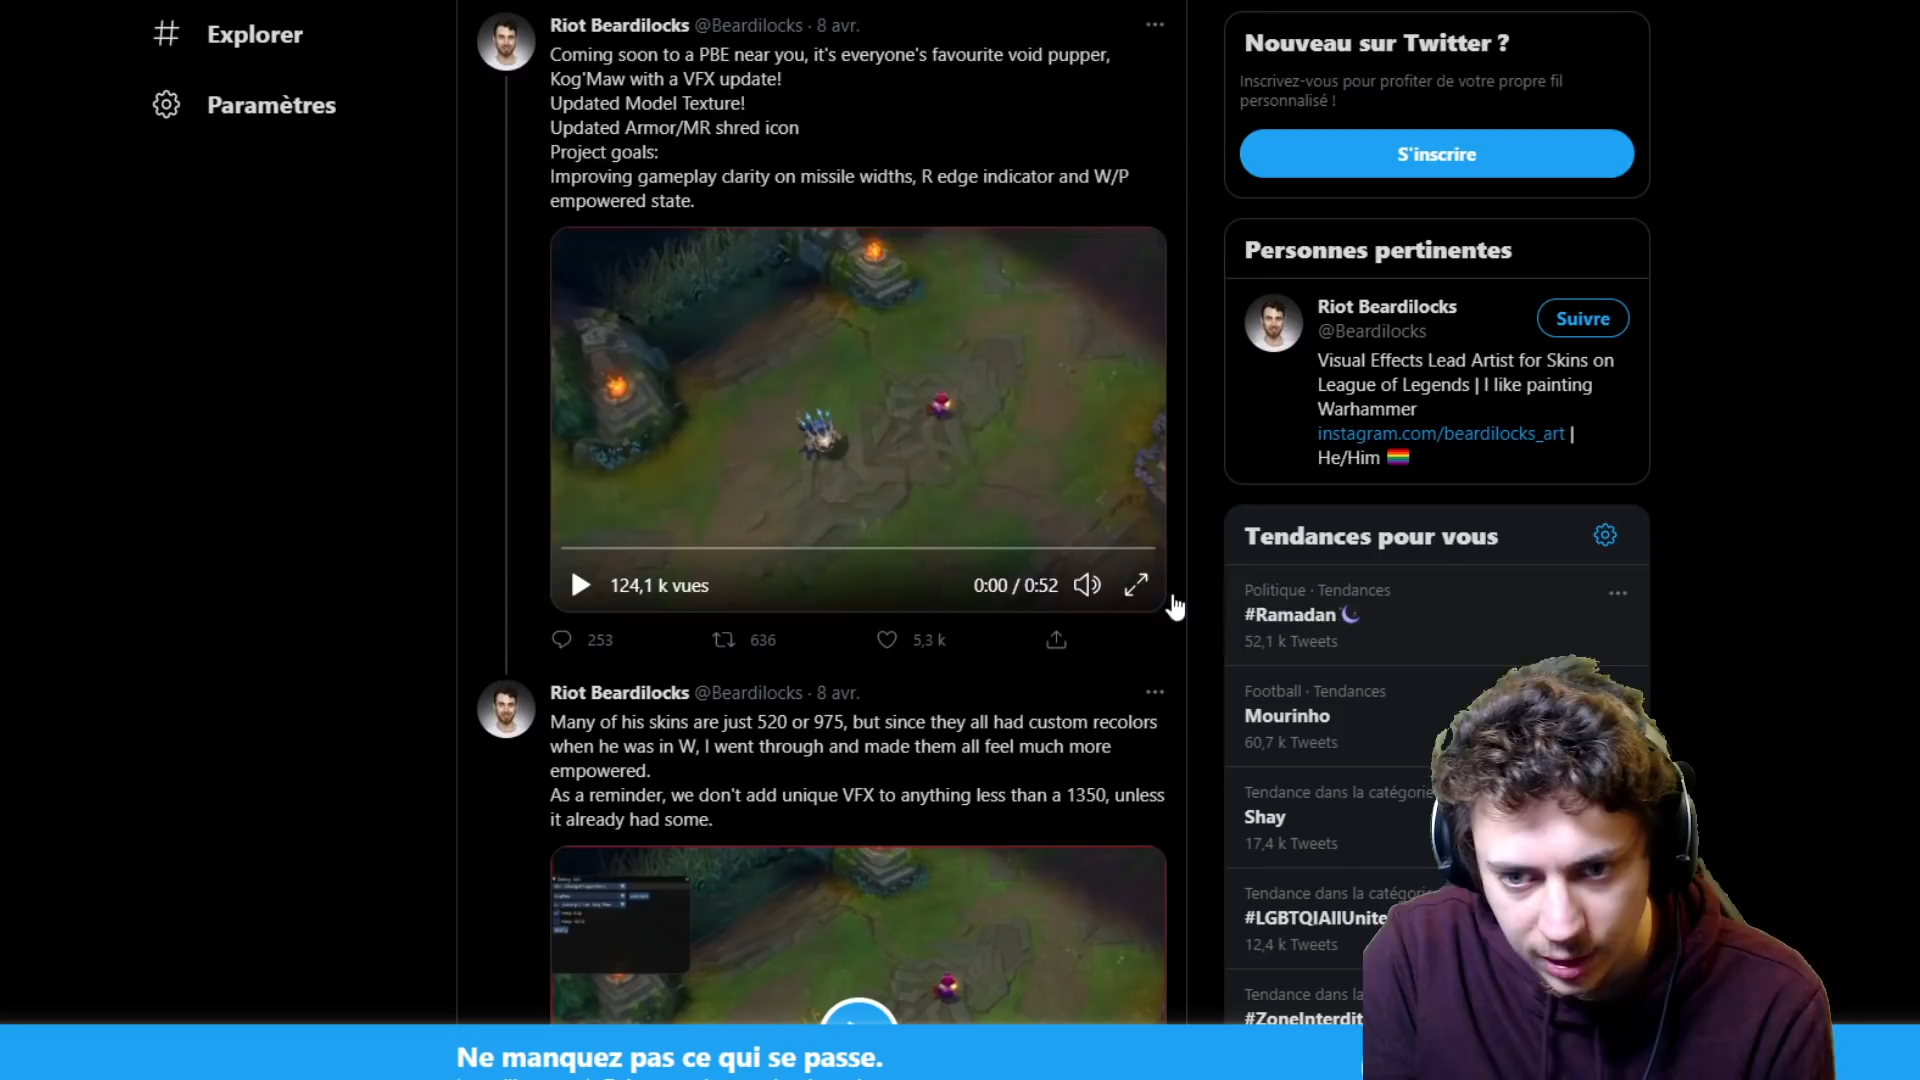 Explorer
Paramètres
Riot Beardilocks @Beardilocks · 8 avr.
Coming soon to a PBE near you, it's everyone's favourite void pupper,
Kog'Maw with a VFX update!
Updated Model Texture!
Updated Armor/MR shred icon
Project goals:
Improving gameplay clarity on missile widths, R edge indicator and W/P
empowered state.
124,1 k vues
0:00 / 0:52
253
636
5,3 k
Riot Beardilocks @Beardilocks · 8 avr.
Many of his skins are just 520 or 975, but since they all had custom recolors
when he was in W, I went through and made them all feel much more
empowered.
As a reminder, we don't add unique VFX to anything less than a 1350, unless
it already had some.
Nouveau sur Twitter ?
Inscrivez-vous pour profiter de votre propre fil
personnalisé !
S'inscrire
Personnes pertinentes
Riot Beardilocks
@Beardilocks
Suivre
Visual Effects Lead Artist for Skins on
League of Legends | I like painting
Warhammer
instagram.com/beardilocks_art |
He/Him 🏳️‍🌈
Tendances pour vous
Politique · Tendances
#Ramadan
52,1 k Tweets
Football · Tendances
Mourinho
60,7 k Tweets
Tendance dans la catégorie
Shay
17,4 k Tweets
Tendance dans la catégorie
#LGBTQIAllUnite
12,4 k Tweets
Tendance dans la
#ZoneInterdit
Ne manquez pas ce qui se passe.